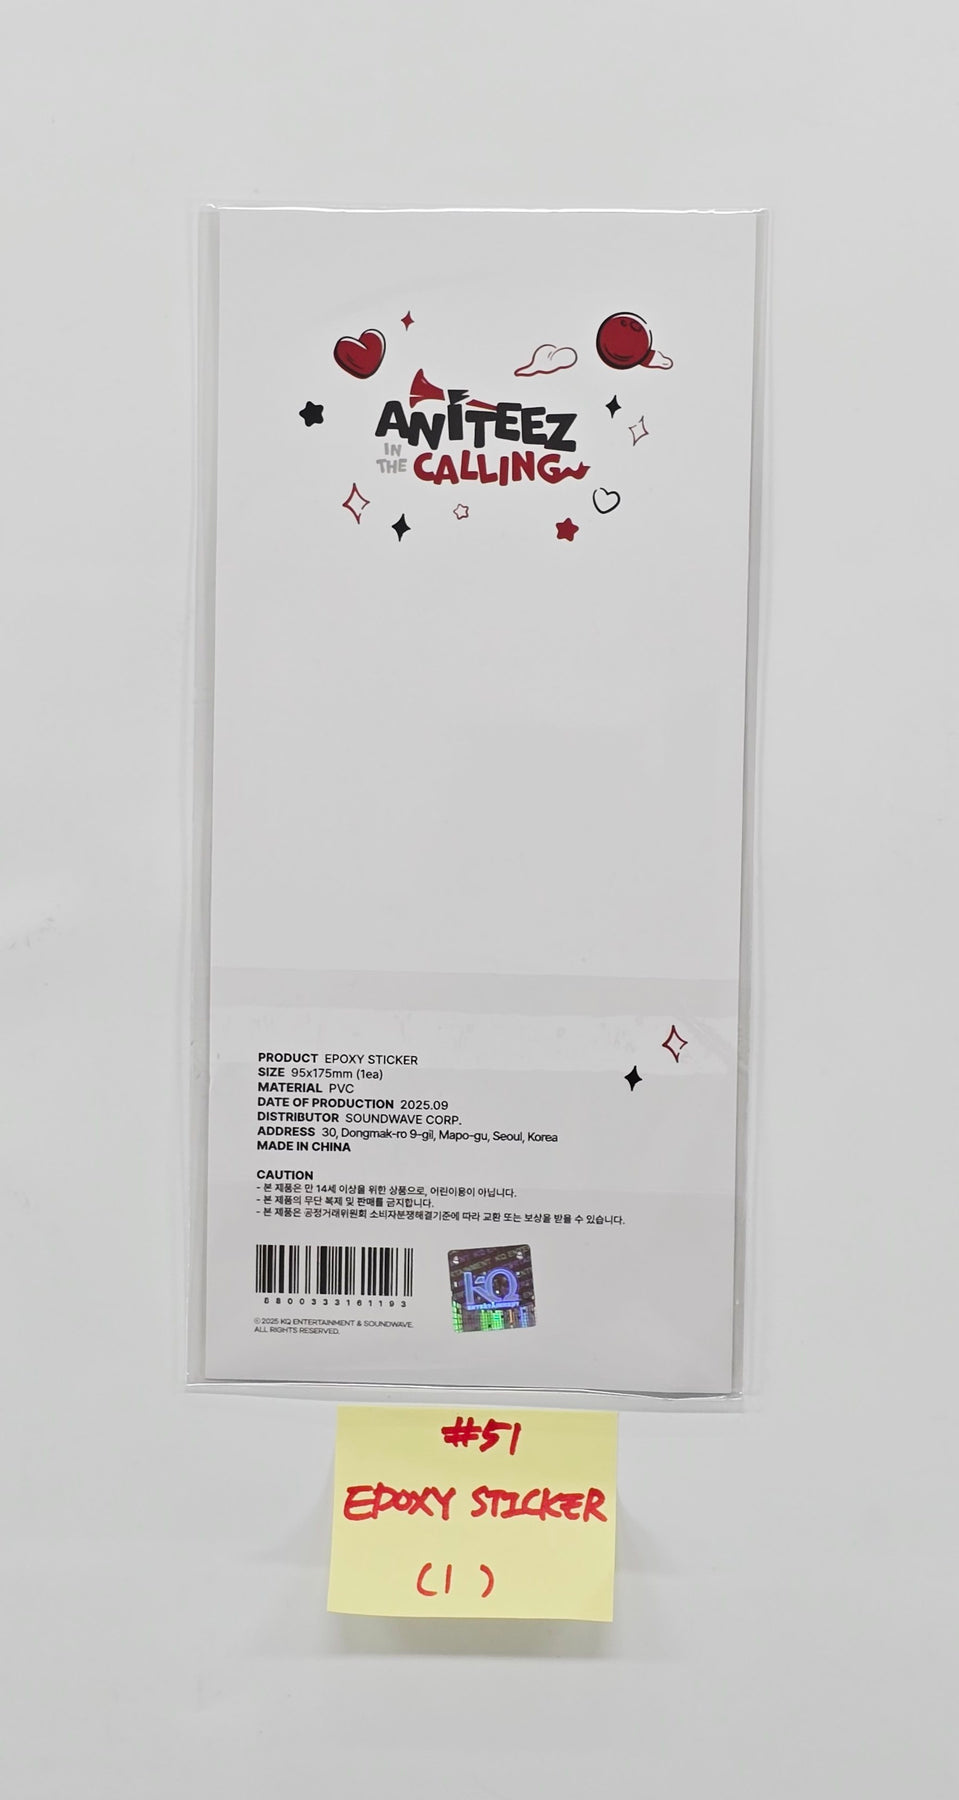 ANITEEZ
IN THE CALLING
PRODUCT EPOXY STICKER
SIZE 95x175mm (1ea)
MATERIAL PVC
DATE OF PRODUCTION 2025.09
DISTRIBUTOR SOUNDWAVE CORP.
ADDRESS 30, Dongmak-ro 9-gil, Mapo-gu, Seoul, Korea
MADE IN CHINA
CAUTION
- 본 제품은 만 14세 이상을 위한 상품으로, 어린이용이 아닙니다.
- 본 제품의 무단 복제 및 판매를 금지합니다.
- 본 제품은 공정거래위원회 소비자분쟁해결기준에 따라 교환 또는 보상을 받을 수 있습니다.
8800333161193
KQ
ENTERTAINMENT
©2025 KQ ENTERTAINMENT & SOUNDWAVE.
ALL RIGHTS RESERVED.
#51
EPOXY STICKER
(1)